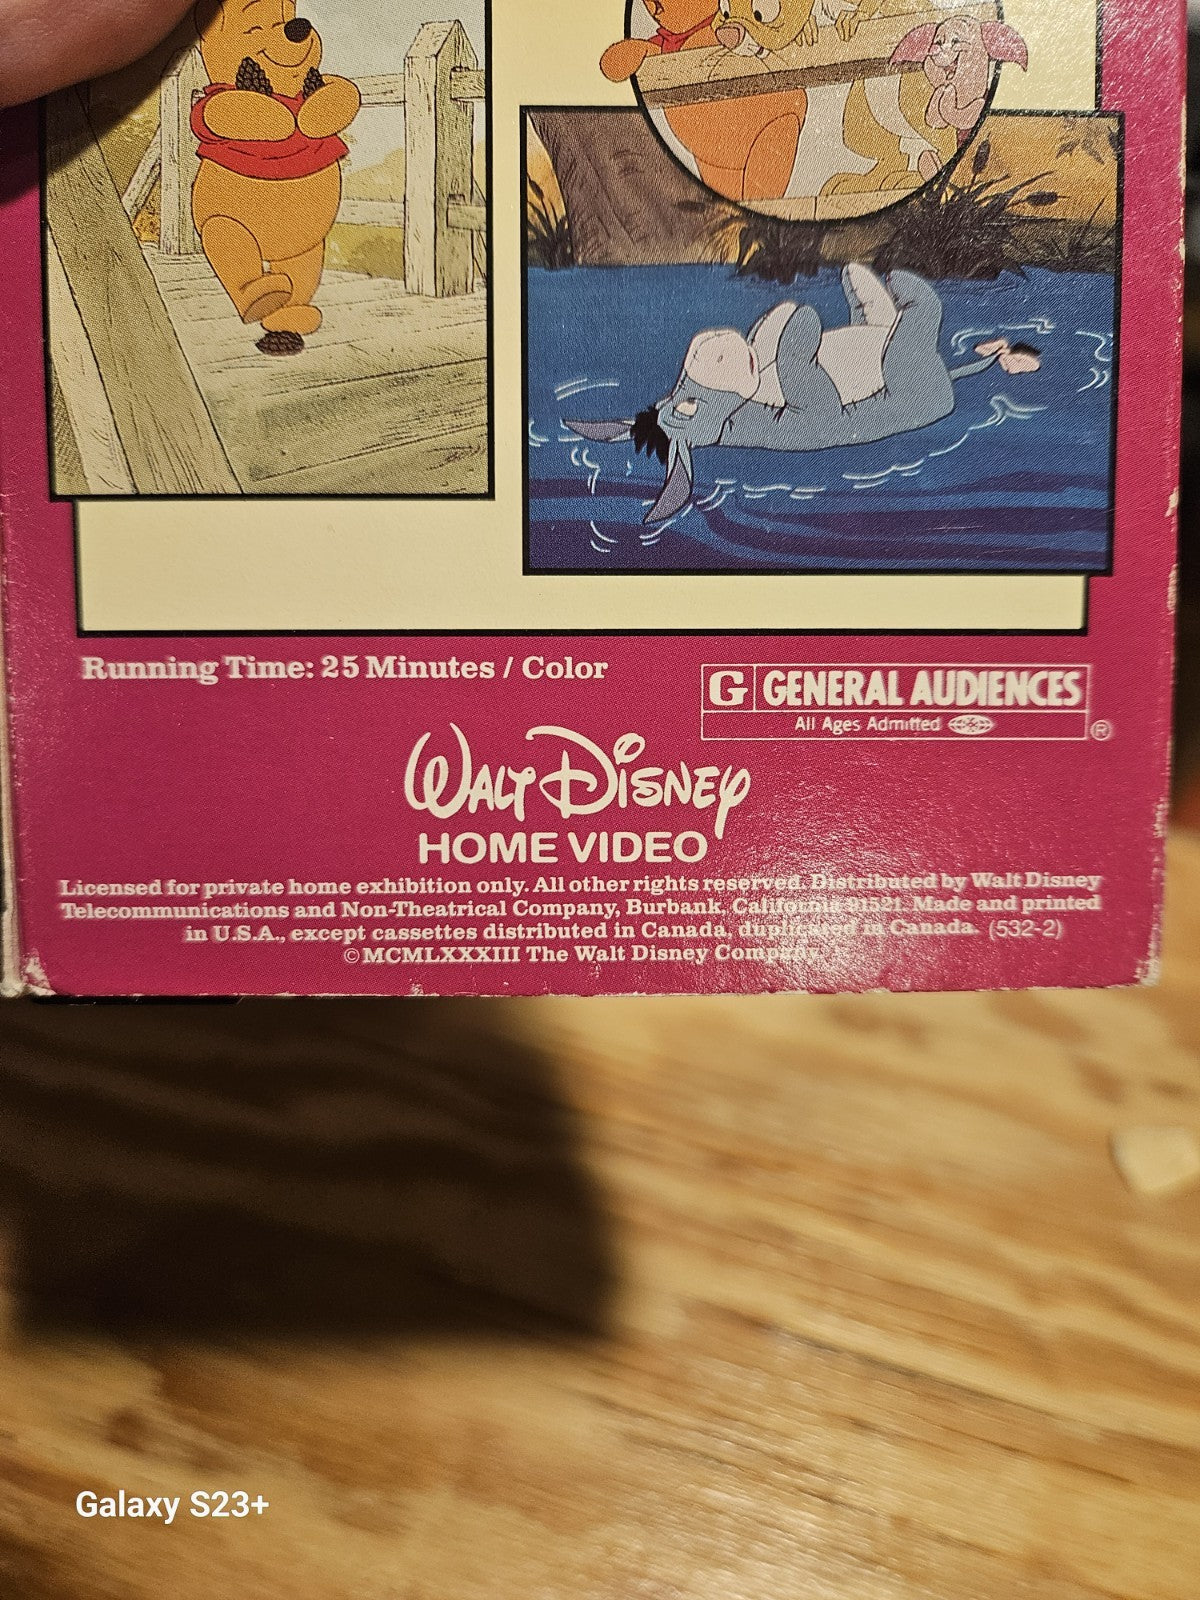 Running Time: 25 Minutes / Color
G GENERAL AUDIENCES
All Ages Admitted
®
WALT DISNEY
HOME VIDEO
Licensed for private home exhibition only. All other rights reserved. Distributed by Walt Disney
Telecommunications and Non-Theatrical Company, Burbank, California 91521. Made and printed
in U.S.A., except cassettes distributed in Canada, duplicated in Canada. (532-2)
©MCMLXXXIII The Walt Disney Company.
Galaxy S23+